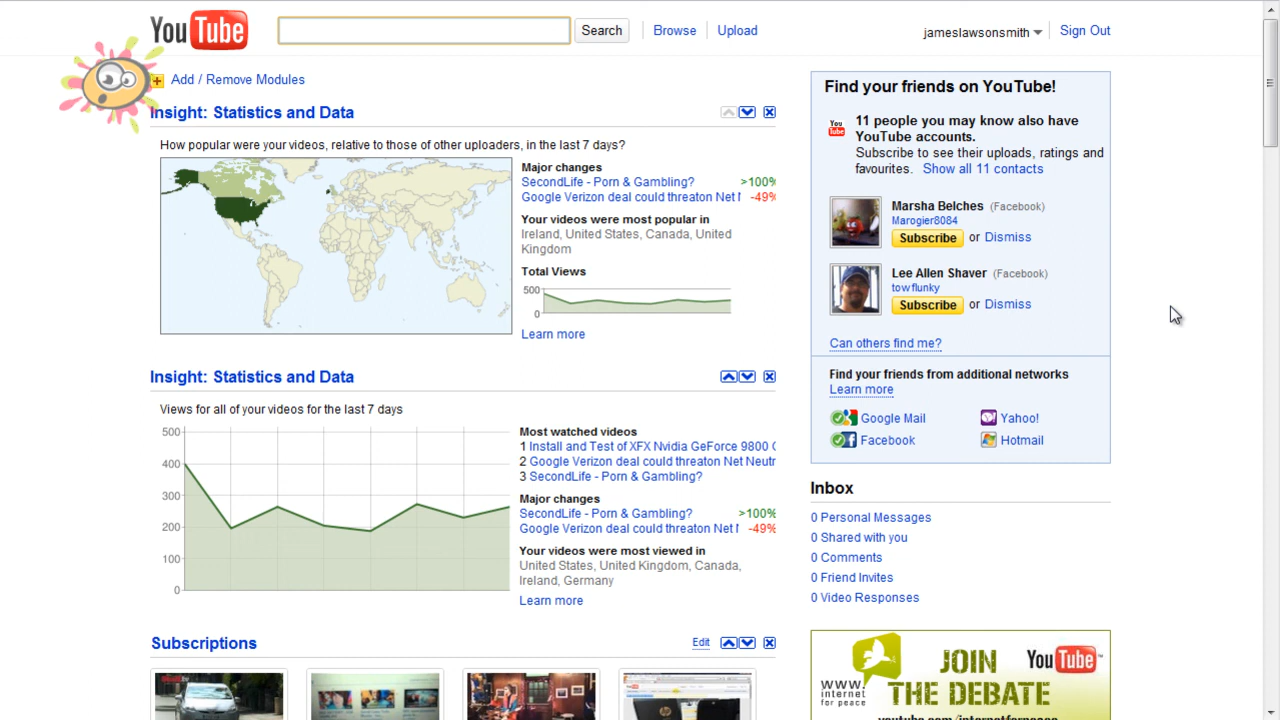 YouTube
Search
Browse
Upload
jameslawsonsmith
Sign Out
Add / Remove Modules
Insight: Statistics and Data
How popular were your videos, relative to those of other uploaders, in the last 7 days?
Major changes
SecondLife - Porn & Gambling? >100%
Google Verizon deal could threaton Net -49%
Your videos were most popular in
Ireland, United States, Canada, United
Kingdom
Total Views
500
0
Learn more
Insight: Statistics and Data
Views for all of your videos for the last 7 days
500
400
300
200
100
0
Most watched videos
1 Install and Test of XFX Nvidia GeForce 9800
2 Google Verizon deal could threaton Net Neutr
3 SecondLife - Porn & Gambling?
Major changes
SecondLife - Porn & Gambling? >100%
Google Verizon deal could threaton Net -49%
Your videos were most viewed in
United States, United Kingdom, Canada,
Ireland, Germany
Learn more
Subscriptions
Edit
Find your friends on YouTube!
You Tube
11 people you may know also have
YouTube accounts.
Subscribe to see their uploads, ratings and
favourites. Show all 11 contacts
Marsha Belches (Facebook)
Marogier8084
Subscribe or Dismiss
Lee Allen Shaver (Facebook)
towflunky
Subscribe or Dismiss
Can others find me?
Find your friends from additional networks
Learn more
Google Mail
Yahoo!
Facebook
Hotmail
Inbox
0 Personal Messages
0 Shared with you
0 Comments
0 Friend Invites
0 Video Responses
JOIN
THE DEBATE
YouTube
www.
internet
for peace
youtube.com/internetforpeace